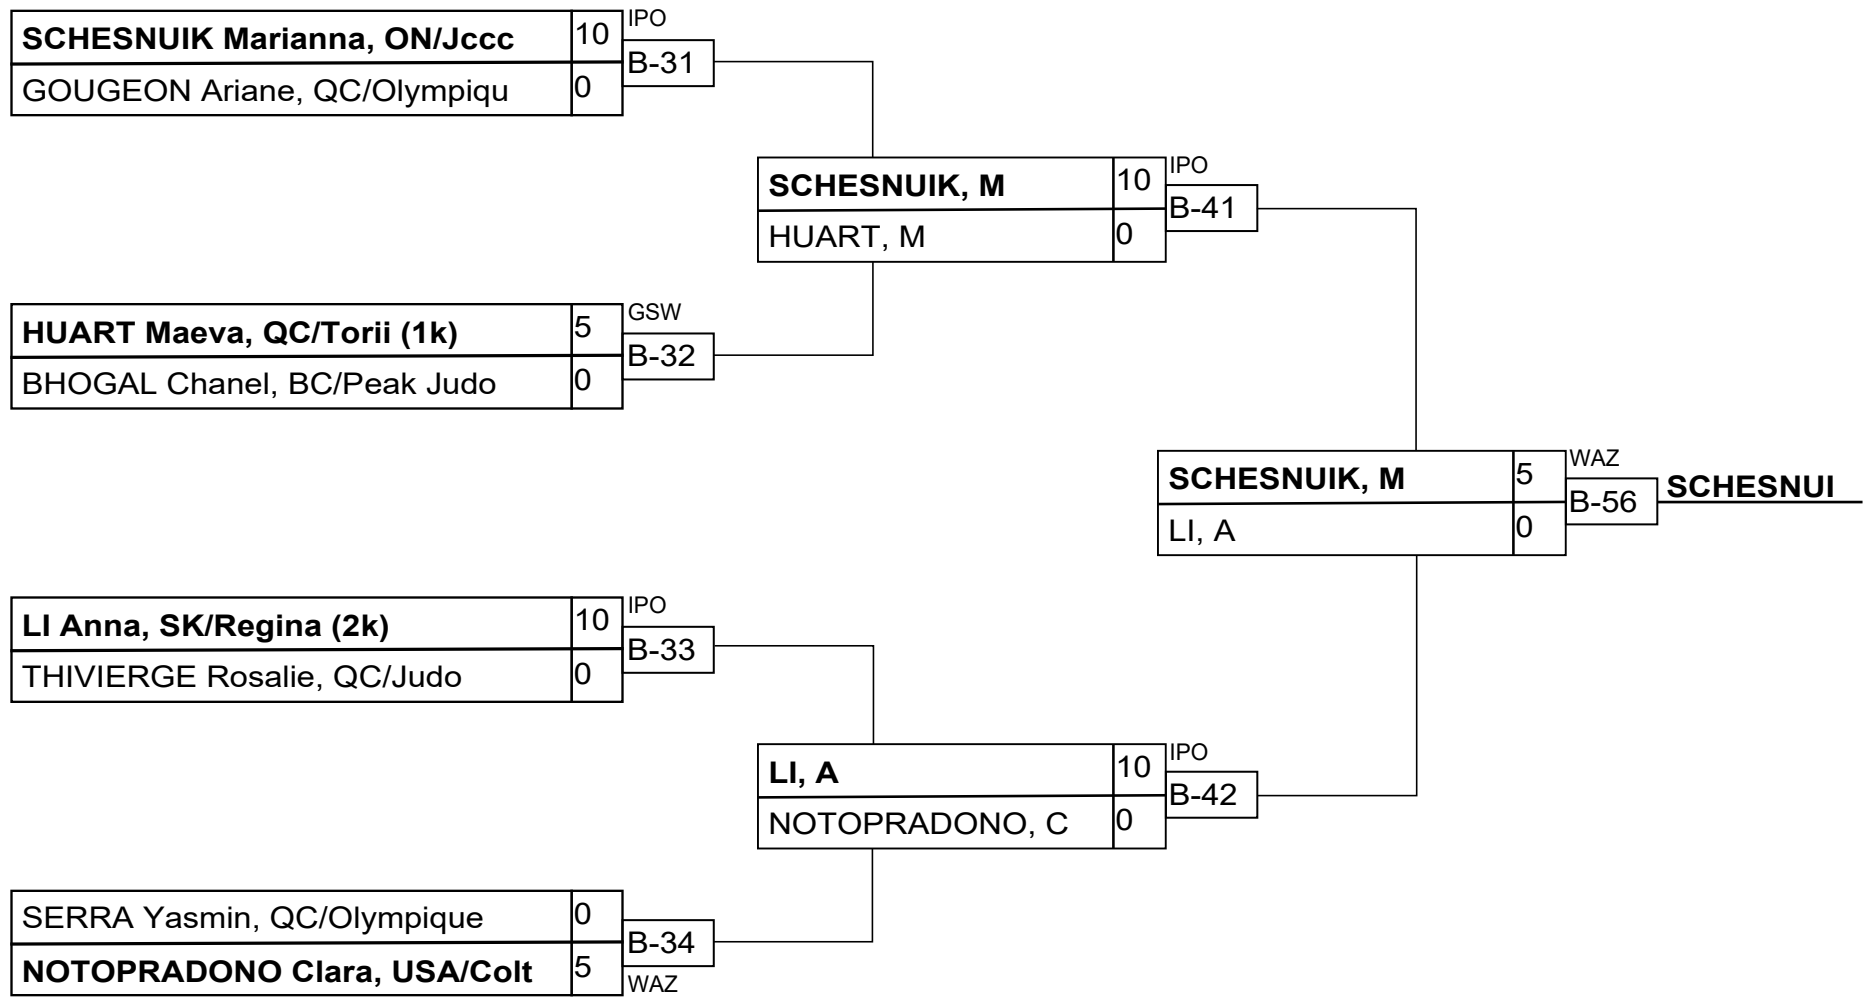 SCHESNUIK Marianna, ON/Jccc 10 IPO
B-31
GOUGEON Ariane, QC/Olympiqu 0
SCHESNUIK, M 10 IPO
B-41
HUART, M 0
HUART Maeva, QC/Torii (1k) 5 GSW
B-32
BHOGAL Chanel, BC/Peak Judo 0
SCHESNUIK, M 5 WAZ
B-56 SCHESNUI
LI, A 0
LI Anna, SK/Regina (2k) 10 IPO
B-33
THIVIERGE Rosalie, QC/Judo 0
LI, A 10 IPO
B-42
NOTOPRADONO, C 0
SERRA Yasmin, QC/Olympique 0
B-34
NOTOPRADONO Clara, USA/Colt 5 WAZ